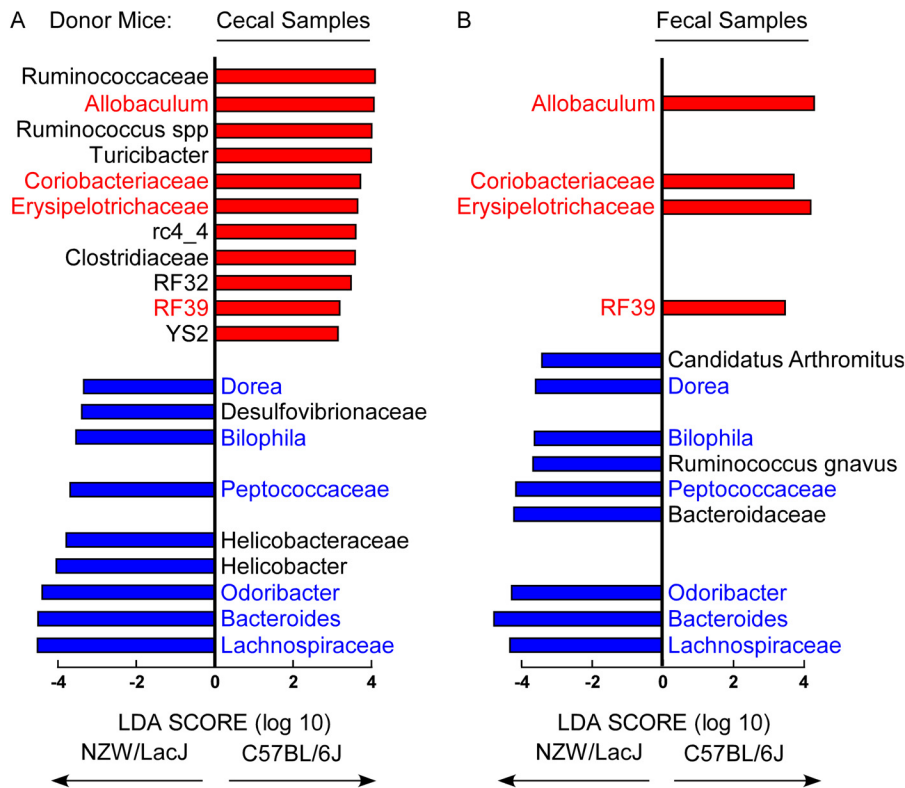 A Donor Mice: Cecal Samples
Ruminococcaceae
Allobaculum
Ruminococcus spp
Turicibacter
Coriobacteriaceae
Erysipelotrichaceae
rc4_4
Clostridiaceae
RF32
RF39
YS2
Dorea
Desulfovibrionaceae
Bilophila
Peptococcaceae
Helicobacteraceae
Helicobacter
Odoribacter
Bacteroides
Lachnospiraceae
-4 -2 0 2 4
LDA SCORE (log 10)
NZW/LacJ C57BL/6J
B Fecal Samples
Allobaculum
Coriobacteriaceae
Erysipelotrichaceae
RF39
Candidatus Arthromitus
Dorea
Bilophila
Ruminococcus gnavus
Peptococcaceae
Bacteroidaceae
Odoribacter
Bacteroides
Lachnospiraceae
-4 -2 0 2 4
LDA SCORE (log 10)
NZW/LacJ C57BL/6J